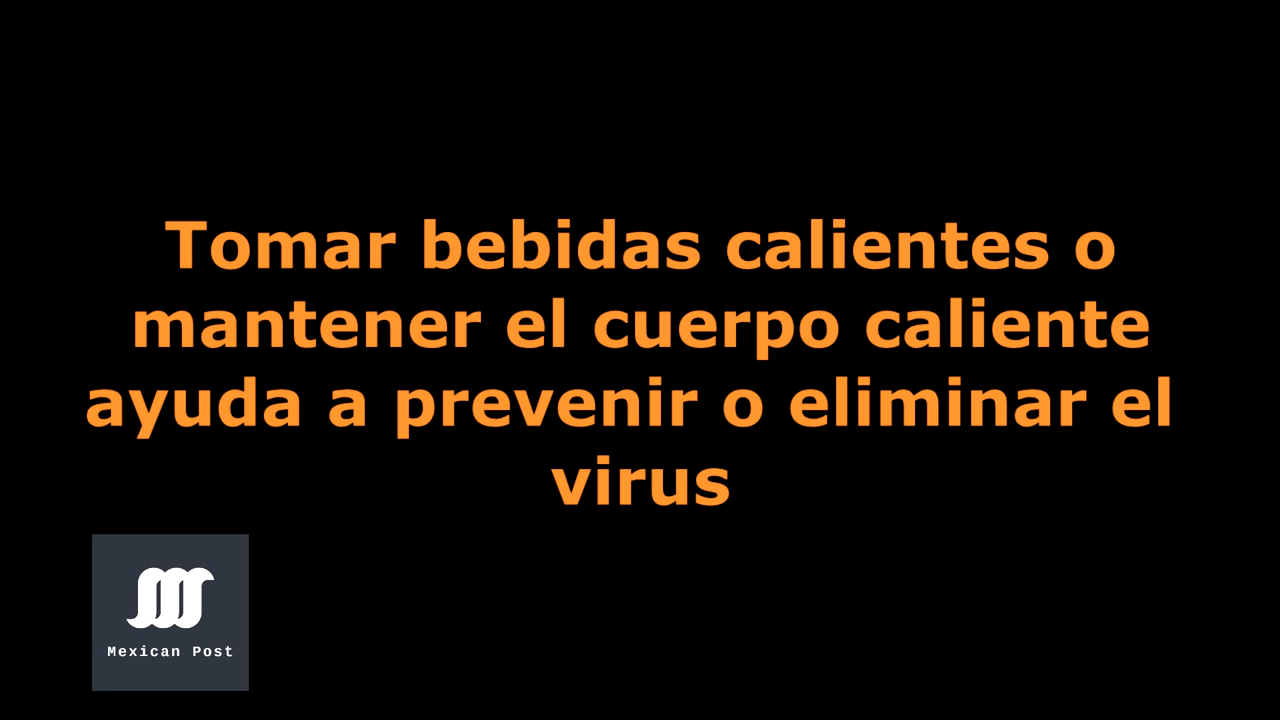 Tomar bebidas calientes o
mantener el cuerpo caliente
ayuda a prevenir o eliminar el
virus
Mexican Post